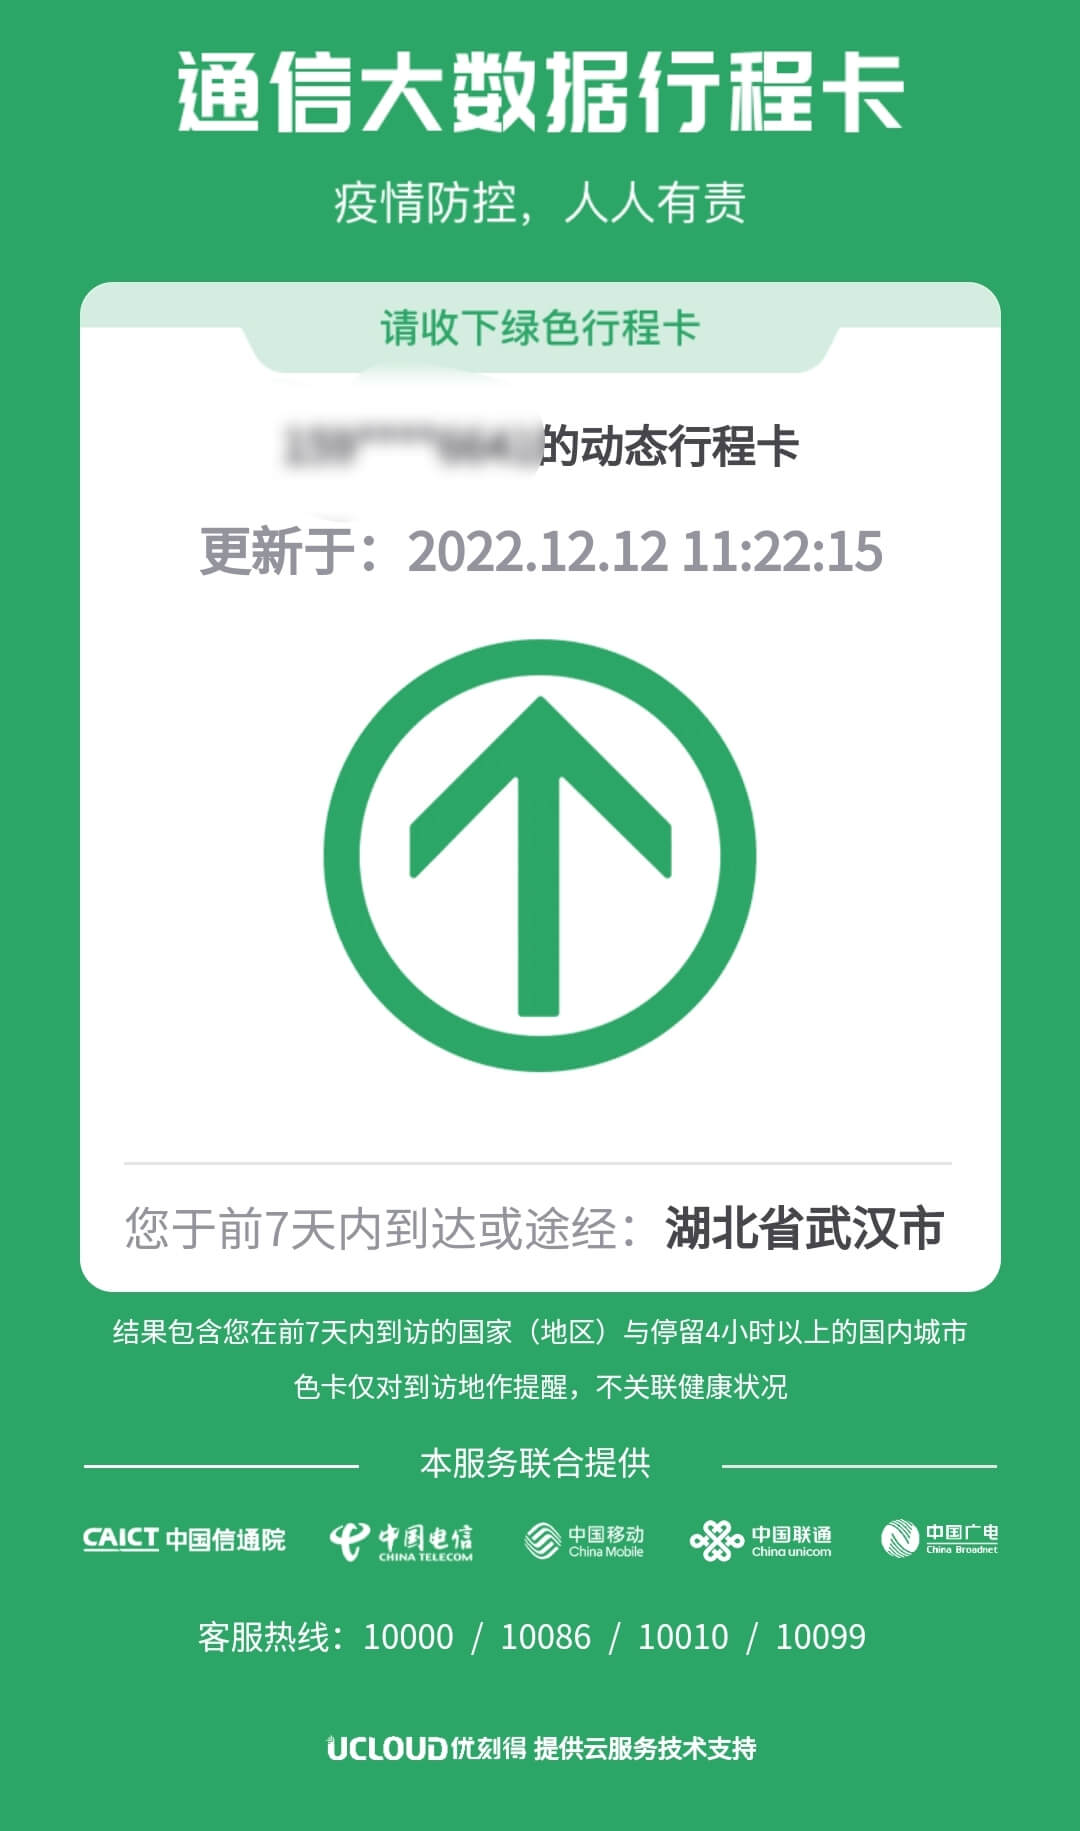 通信大数据行程卡
疫情防控，人人有责
请收下绿色行程卡
的动态行程卡
更新于：2022.12.12 11:22:15
您于前7天内到达或途经：湖北省武汉市
结果包含您在前7天内到访的国家（地区）与停留4小时以上的国内城市
色卡仅对到访地作提醒，不关联健康状况
本服务联合提供
CAICT 中国信通院 中国电信 CHINA TELECOM 中国移动 China Mobile 中国联通 China unicom 中国广电 China Broadnet
客服热线：10000 / 10086 / 10010 / 10099
UCLOUD优刻得 提供云服务技术支持